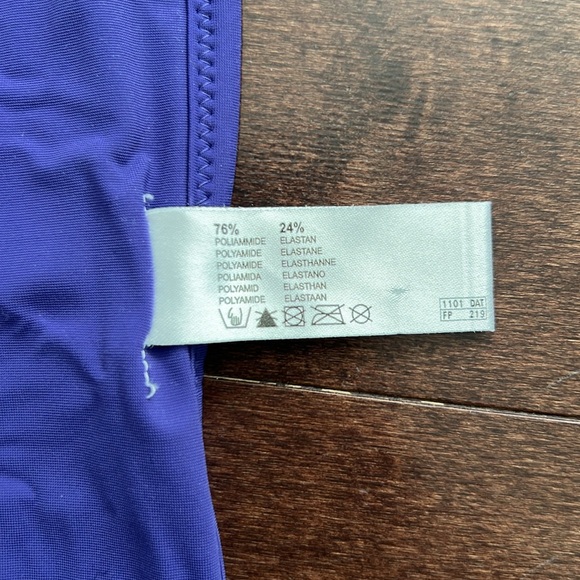 76% 24%
POLIAMMIDE ELASTAN
POLYAMIDE ELASTANE
POLYAMIDE ELASTHANNE
POLIAMIDA ELASTANO
POLYAMID ELASTHAN
POLYAMIDE ELASTAAN
1101 DAT
FP 219